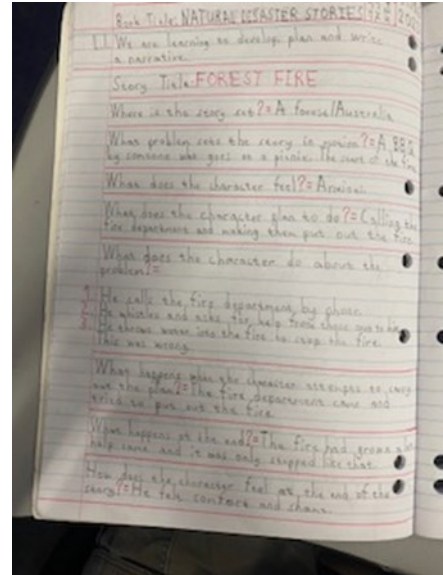 Book Title: NATURAL DISASTER STORIES
L.I. We are learning to develop, plan and write
a narrative.
Story Title: FOREST FIRE
Where is the story set?= A forest/Australia
What problem sets the story in motion?= A BBQ
by someone who goes on a picnic. The start of the fire.
What does the character feel?= Anxious.
What does the character plan to do?= Calling the
fire department and making them put out the fire.
What does the character do about the
problem?=
He calls the fire department by phone.
He whistles and asks for help from those
He throws water into the fire to stop the fire.
This was wrong.
What happens when the character attempts to carry
out the plan?= The fire department came and
tried to put out the fire.
What happens at the end?= The fire had grown a lot
help came and it was only stopped like that.
How does the character feel at the end of the
story?= He felt and